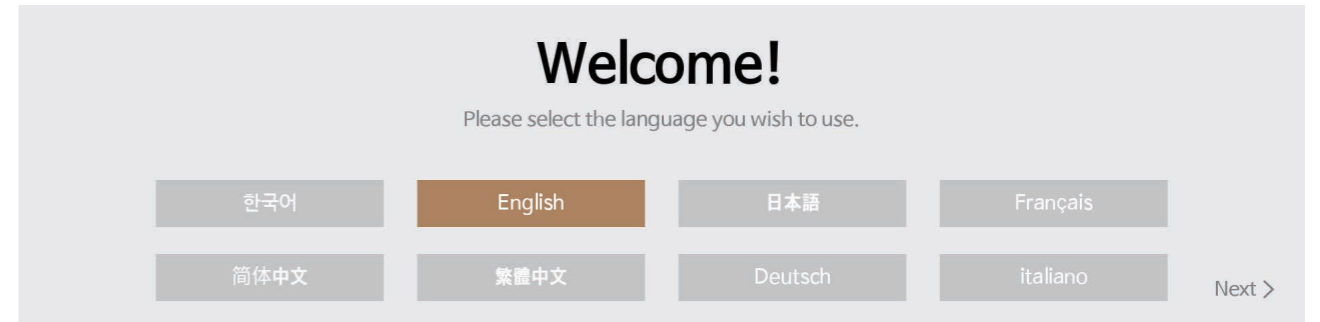 Welcome!
Please select the language you wish to use.
한국어 English 日本語 Français
简体中文 繁體中文 Deutsch italiano
Next >